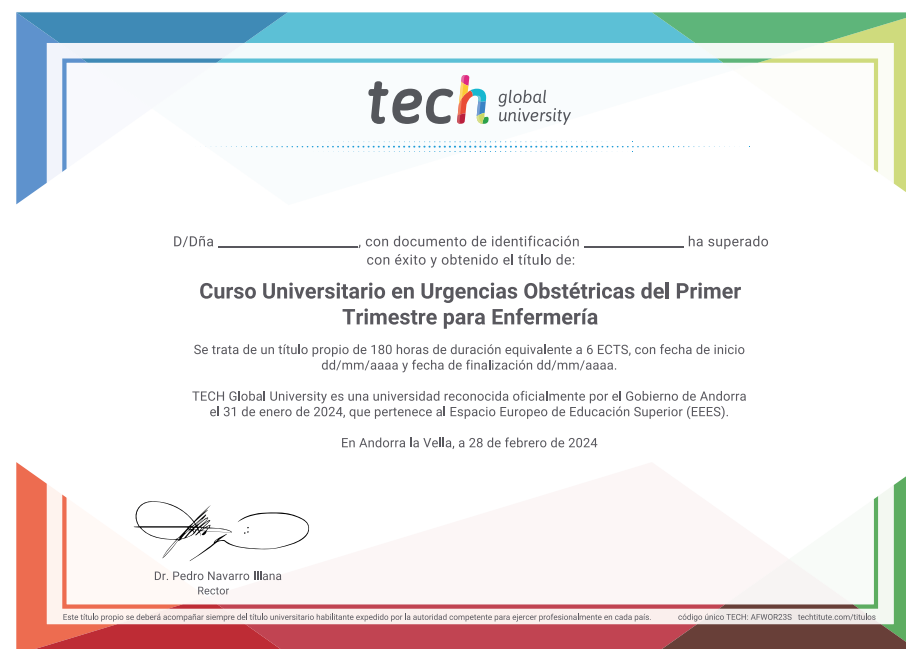 tech global university
D/Dña ____________, con documento de identificación ____________ ha superado
con éxito y obtenido el título de:
Curso Universitario en Urgencias Obstétricas del Primer
Trimestre para Enfermería
Se trata de un título propio de 180 horas de duración equivalente a 6 ECTS, con fecha de inicio
dd/mm/aaaa y fecha de finalización dd/mm/aaaa.
TECH Global University es una universidad reconocida oficialmente por el Gobierno de Andorra
el 31 de enero de 2024, que pertenece al Espacio Europeo de Educación Superior (EEES).
En Andorra la Vella, a 28 de febrero de 2024
Dr. Pedro Navarro Illana
Rector
Este título propio se deberá acompañar siempre del título universitario habilitante expedido por la autoridad competente para ejercer profesionalmente en cada país. código único TECH: AFWOR23S techtitute.com/titulos